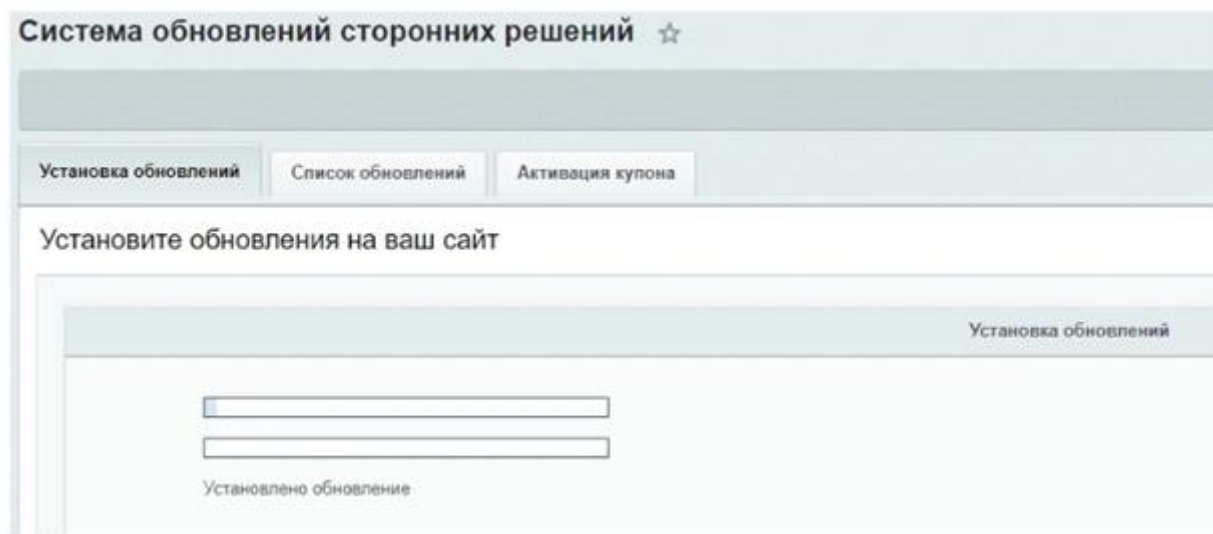 Система обновлений сторонних решений
Установка обновлений Список обновлений Активация купона
Установите обновления на ваш сайт
Установка обновлений
Установлено обновление